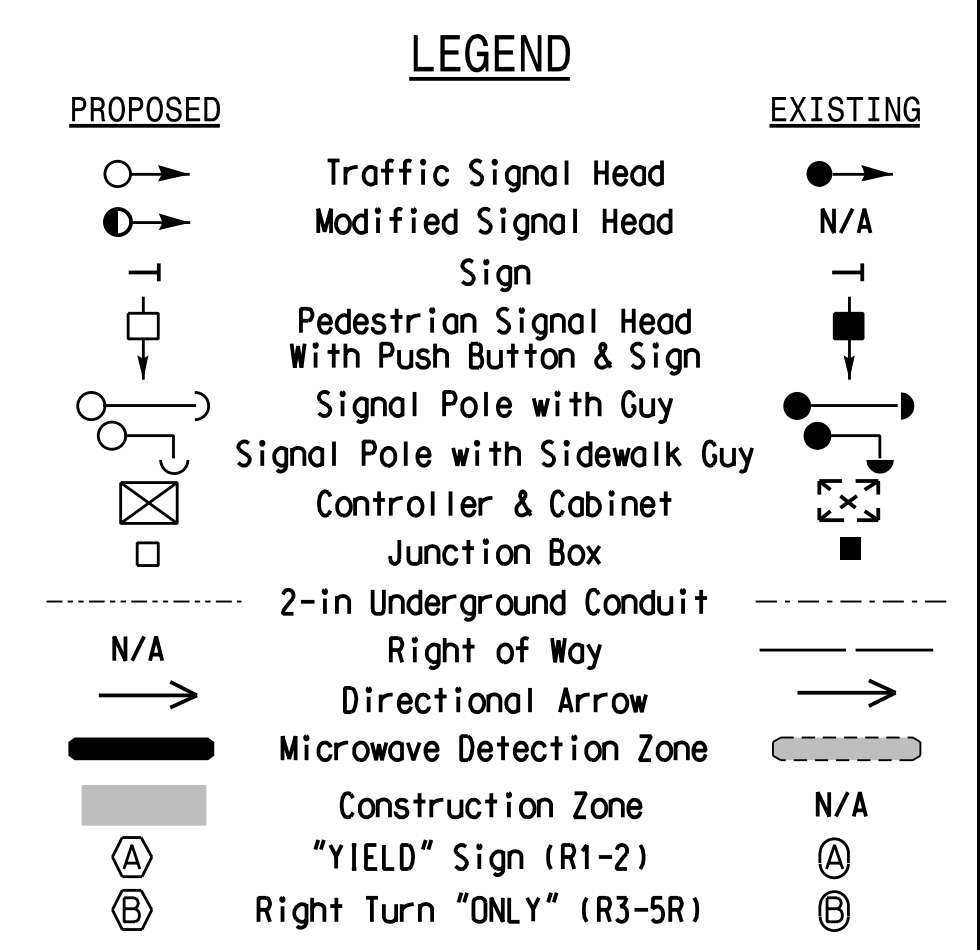 LEGEND
PROPOSED EXISTING
Traffic Signal Head
Modified Signal Head N/A
Sign
Pedestrian Signal Head
With Push Button & Sign
Signal Pole with Guy
Signal Pole with Sidewalk Guy
Controller & Cabinet
Junction Box
2-in Underground Conduit
N/A Right of Way
Directional Arrow
Microwave Detection Zone
Construction Zone N/A
A "YIELD" Sign (R1-2) A
B Right Turn "ONLY" (R3-5R) B